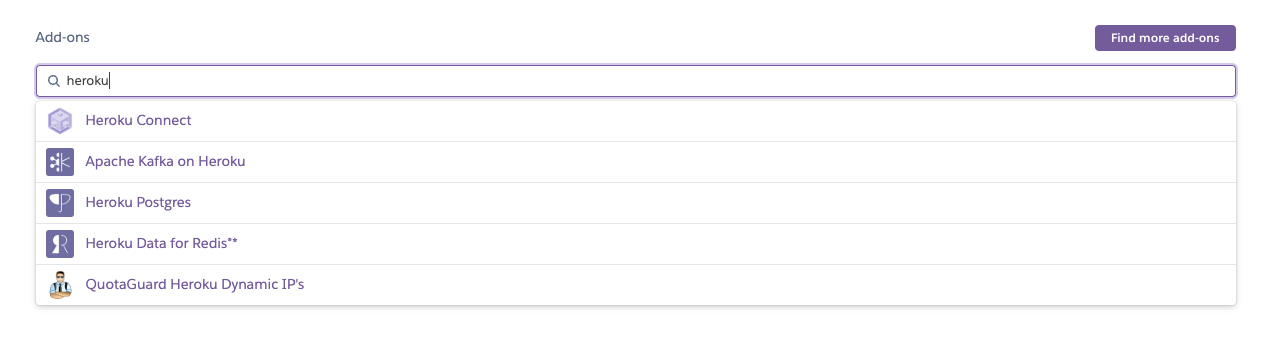 Add-ons
Find more add-ons
heroku
Heroku Connect
Apache Kafka on Heroku
Heroku Postgres
Heroku Data for Redis**
QuotaGuard Heroku Dynamic IP's